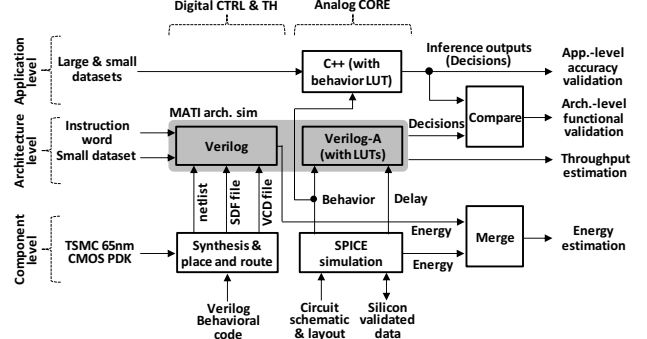 Digital CTRL & TH
Analog CORE
Application
level
Large & small
datasets
C++ (with
behavior LUT)
Inference outputs
(Decisions)
App.-level
accuracy
validation
Compare
Arch.-level
functional
validation
MATI arch. sim
Architecture
level
Instruction
word
Small dataset
Verilog
Verilog-A
(with LUTs)
Decisions
Throughput
estimation
netlist
SDF file
VCD file
Behavior
Delay
Component
level
TSMC 65nm
CMOS PDK
Synthesis &
place and route
SPICE
simulation
Energy
Energy
Merge
Energy
estimation
Verilog
Behavioral
code
Circuit
schematic
& layout
Silicon
validated
data